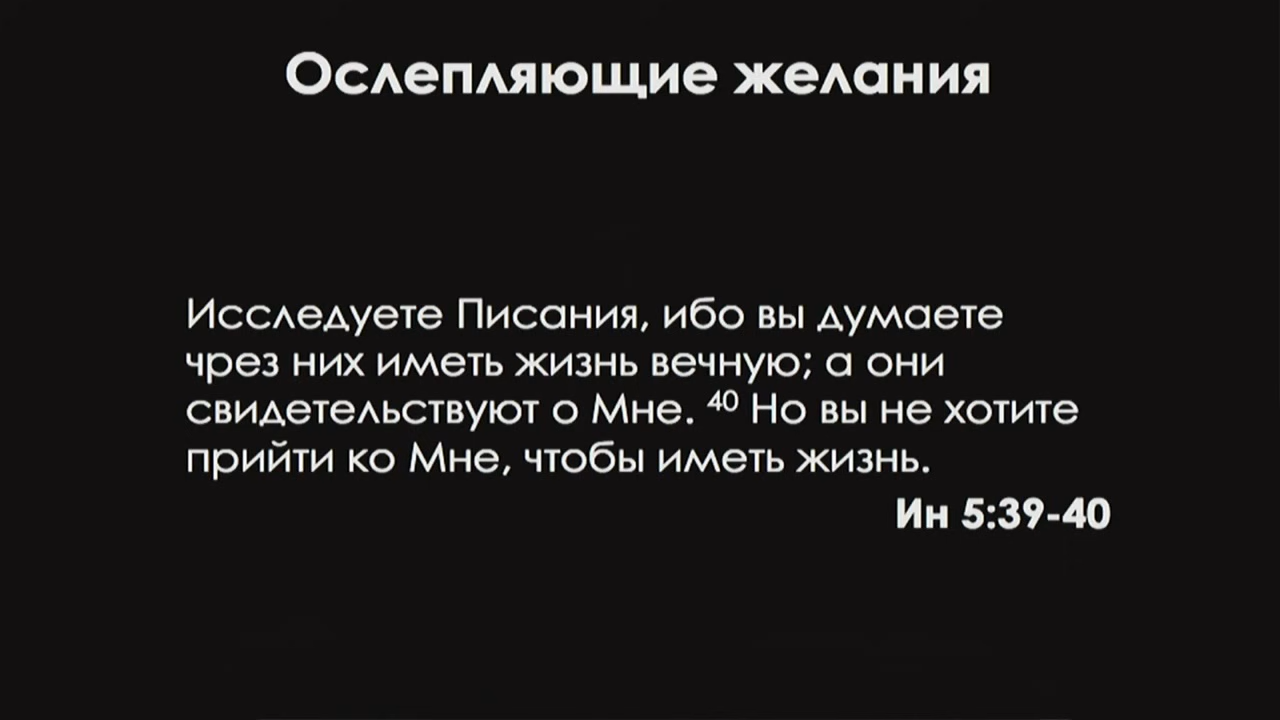 Ослепляющие желания
Исследуете Писания, ибо вы думаете
чрез них иметь жизнь вечную; а они
свидетельствуют о Мне. ⁴⁰ Но вы не хотите
прийти ко Мне, чтобы иметь жизнь.
Ин 5:39-40